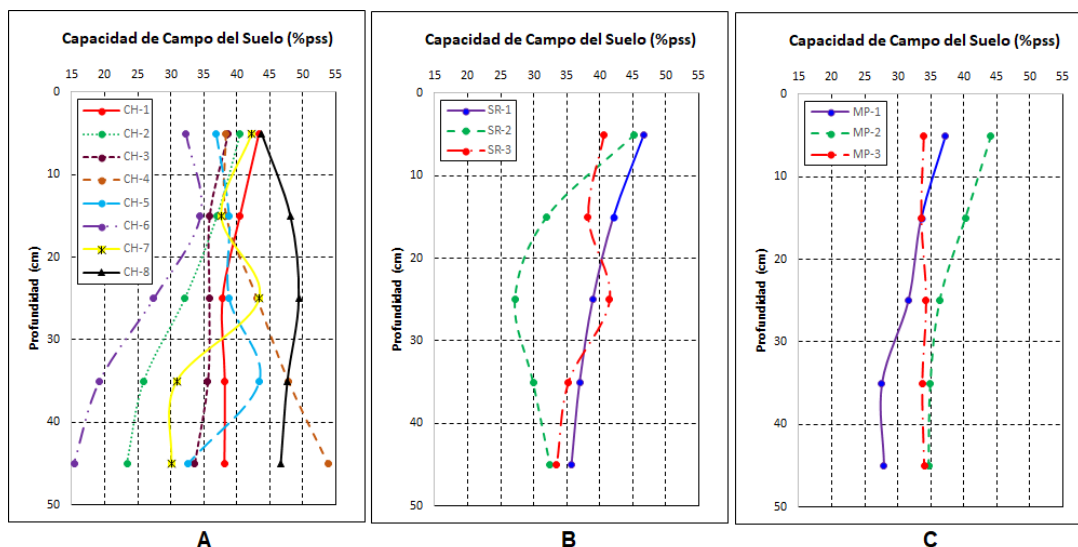 Capacidad de Campo del Suelo (%pss)
15 20 25 30 35 40 45 50 55
0
10
20
30
40
50
Profundidad (cm)
CH-1
CH-2
CH-3
CH-4
CH-5
CH-6
CH-7
CH-8
A
Capacidad de Campo del Suelo (%pss)
15 20 25 30 35 40 45 50 55
0
10
20
30
40
50
Profundidad (cm)
SR-1
SR-2
SR-3
B
Capacidad de Campo del Suelo (%pss)
15 20 25 30 35 40 45 50 55
0
10
20
30
40
50
Profundidad (cm)
MP-1
MP-2
MP-3
C